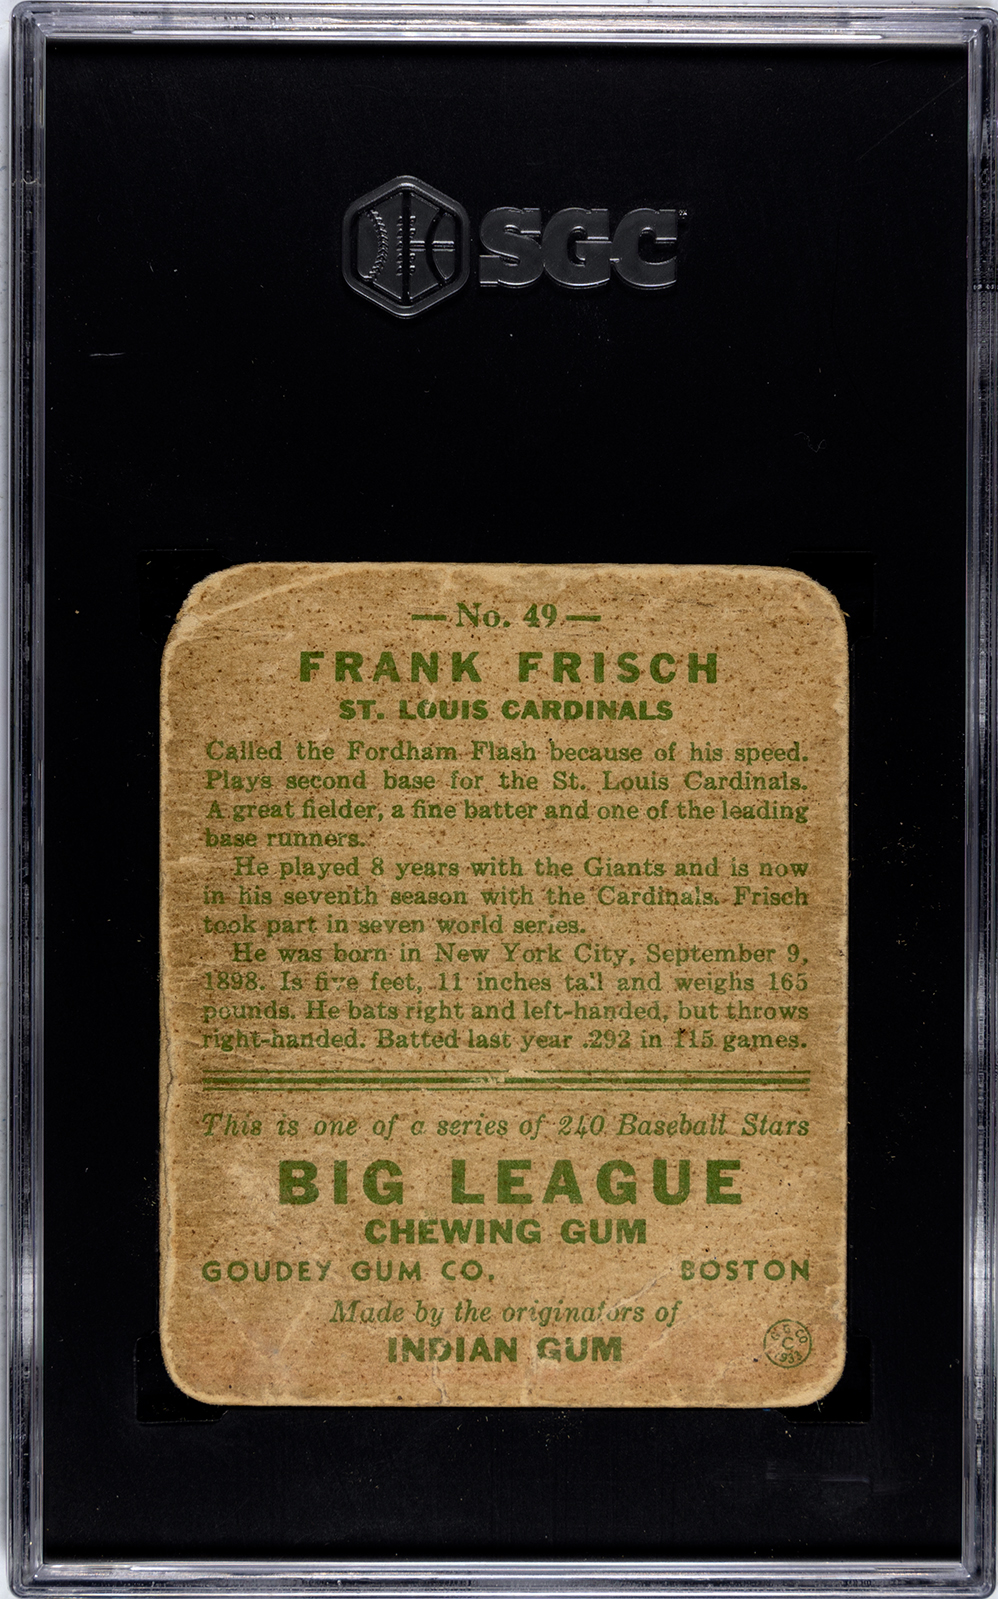 SGC
— No. 49 —
FRANK FRISCH
ST. LOUIS CARDINALS
Called the Fordham Flash because of his speed.
Plays second base for the St. Louis Cardinals.
A great fielder, a fine batter and one of the leading
base runners.
He played 8 years with the Giants and is now
in his seventh season with the Cardinals. Frisch
took part in seven world series.
He was born in New York City, September 9,
1898. Is five feet, 11 inches tall and weighs 165
pounds. He bats right and left-handed, but throws
right-handed. Batted last year .292 in 115 games.
This is one of a series of 240 Baseball Stars
BIG LEAGUE
CHEWING GUM
GOUDEY GUM CO. BOSTON
Made by the originators of
INDIAN GUM
G. G. CO.
C
1933